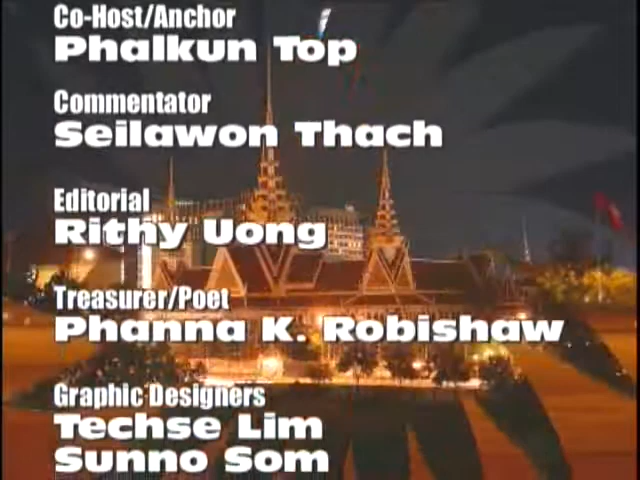 Co-Host/Anchor
Phalkun Top
Commentator
Seilawon Thach
Editorial
Rithy Uong
Treasurer/Poet
Phanna K. Robishaw
Graphic Designers
Techse Lim
Sunno Som